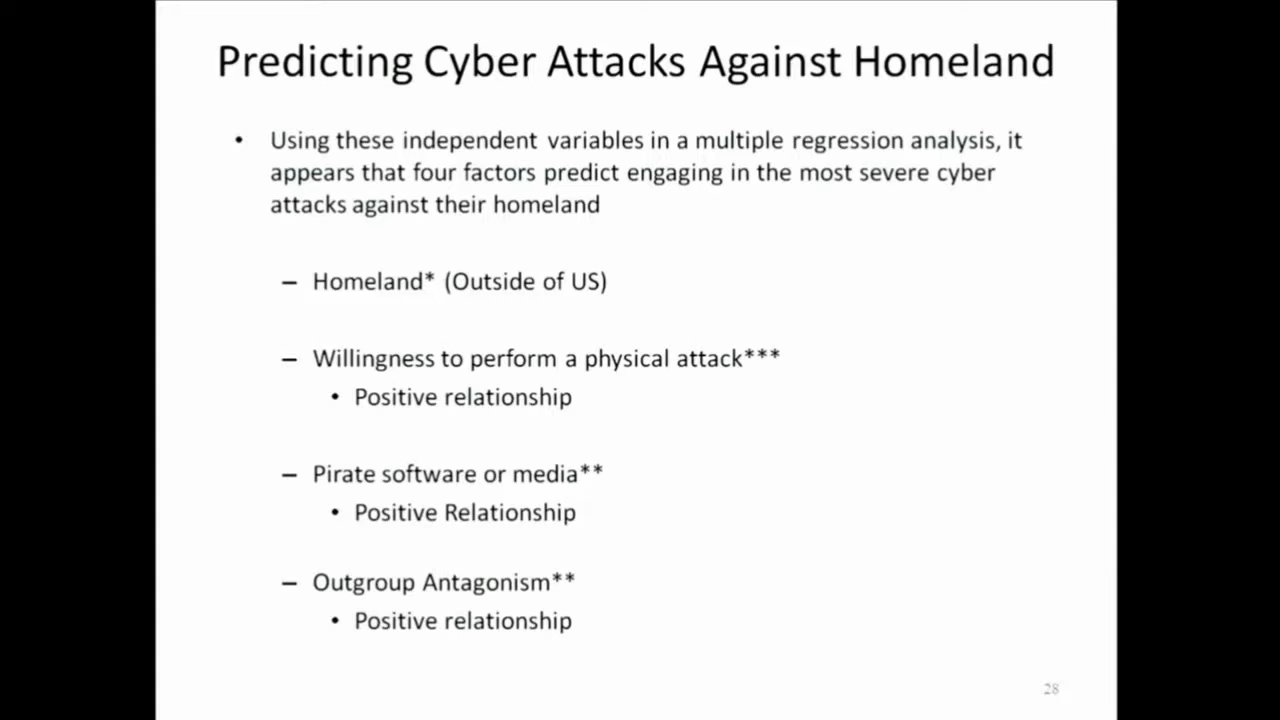 Predicting Cyber Attacks Against Homeland
• Using these independent variables in a multiple regression analysis, it
appears that four factors predict engaging in the most severe cyber
attacks against their homeland
– Homeland* (Outside of US)
– Willingness to perform a physical attack***
• Positive relationship
– Pirate software or media**
• Positive Relationship
– Outgroup Antagonism**
• Positive relationship
28